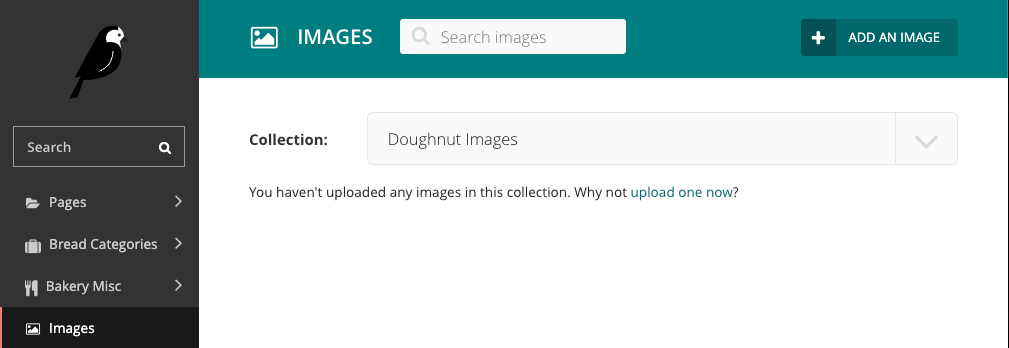 IMAGES
Search images
ADD AN IMAGE
Search
Collection:
Doughnut Images
You haven't uploaded any images in this collection. Why not upload one now?
Pages
Bread Categories
Bakery Misc
Images